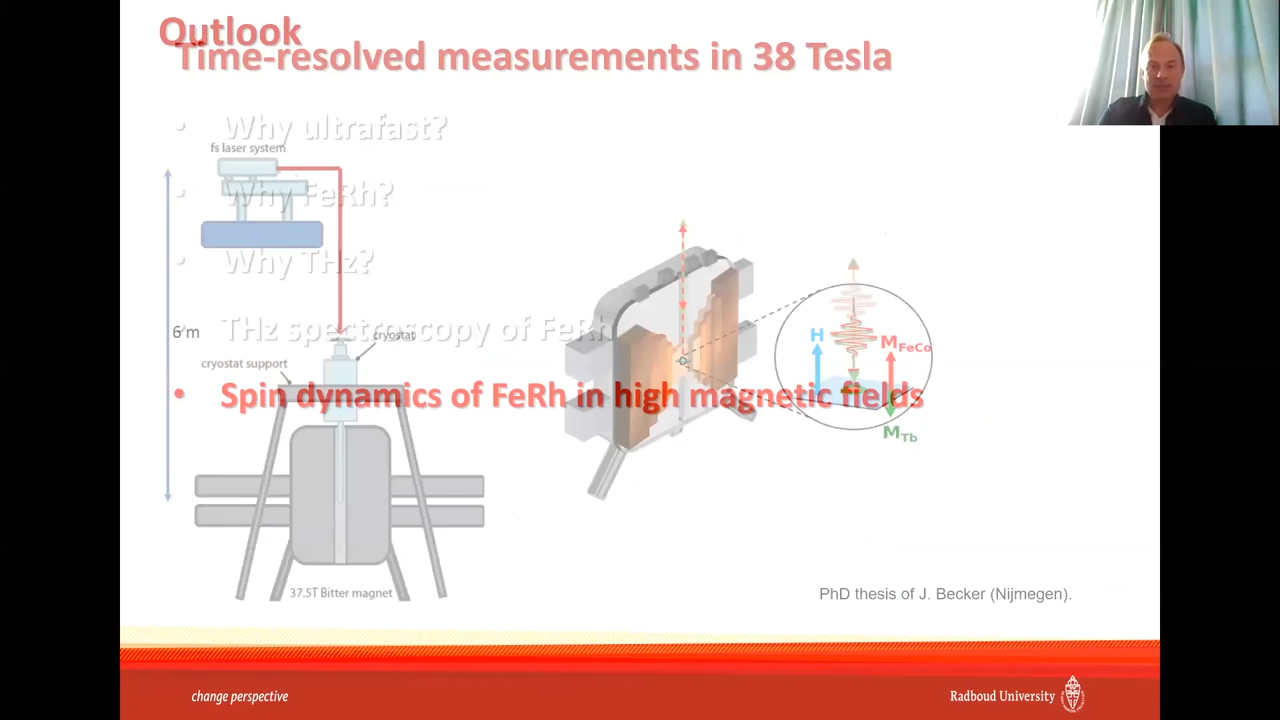 Outlook
Time-resolved measurements in 38 Tesla
• Why ultrafast?
fs laser system
• Why FeRh?
• Why THz?
THz spectroscopy of FeRh
6 m
cryostat
cryostat support
H
M FeCo
• Spin dynamics of FeRh in high magnetic fields
M Tb
37.5T Bitter magnet
PhD thesis of J. Becker (Nijmegen).
change perspective
Radboud University